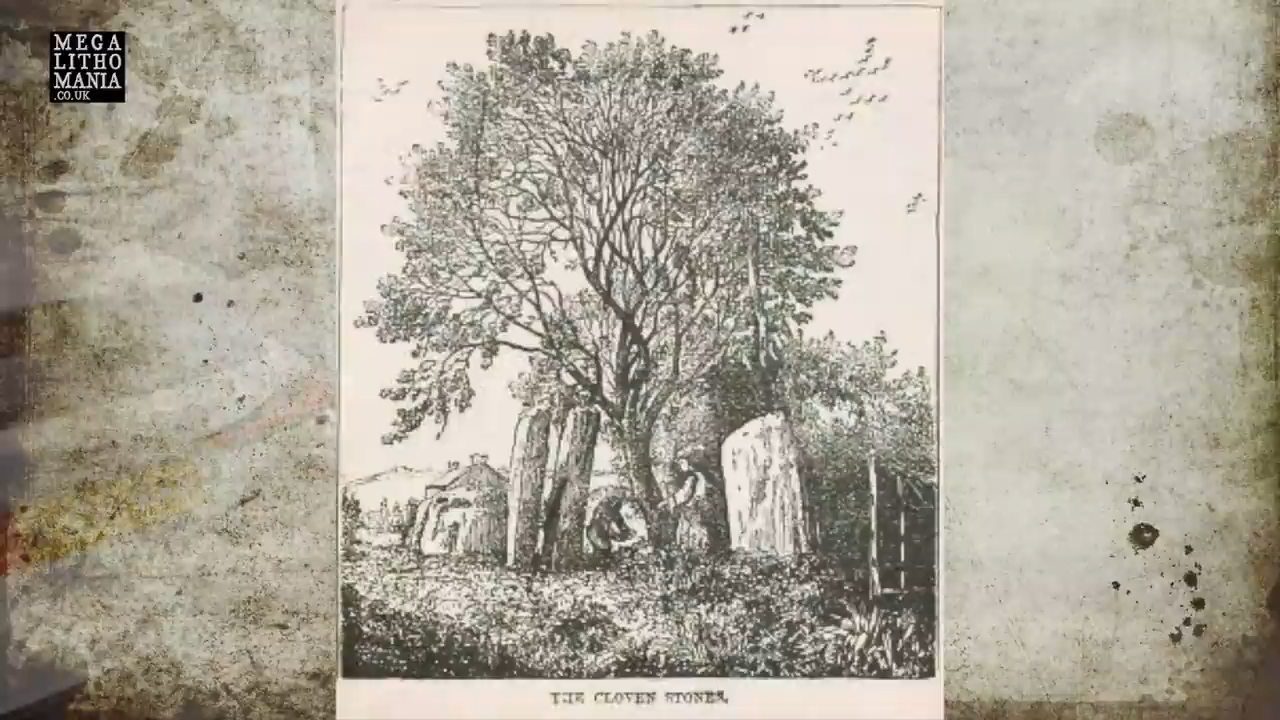 MEGA
LITHO
MANIA
.CO.UK
THE CLOVEN STONES.